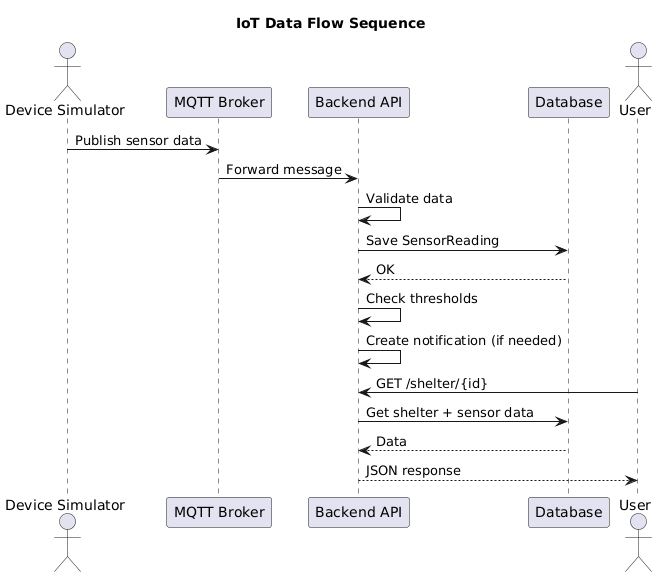 IoT Data Flow Sequence
Device Simulator
MQTT Broker
Backend API
Database
User
Publish sensor data
Forward message
Validate data
Save SensorReading
OK
Check thresholds
Create notification (if needed)
GET /shelter/{id}
Get shelter + sensor data
Data
JSON response
Device Simulator
MQTT Broker
Backend API
Database
User